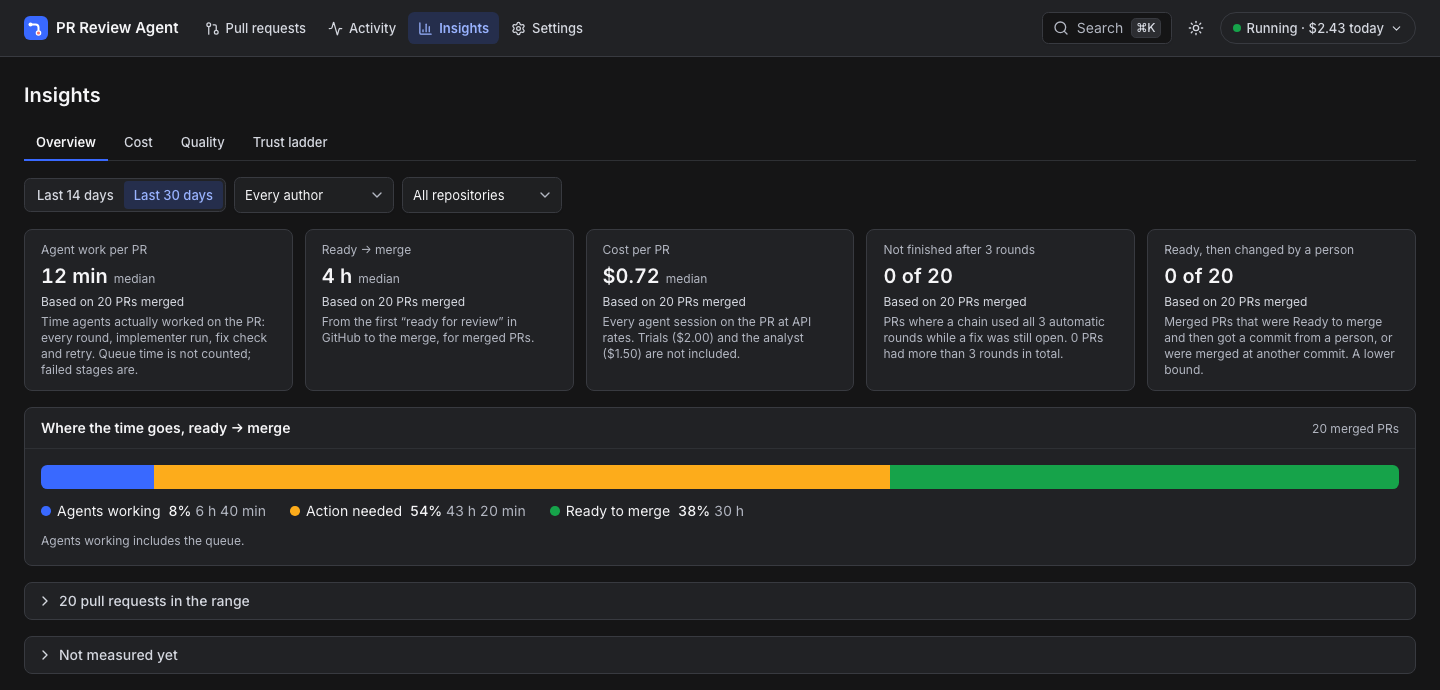 PR Review Agent
Pull requests
Activity
Insights
Settings
Search ⌘K
Running · $2.43 today
Insights
Overview
Cost
Quality
Trust ladder
Last 14 days
Last 30 days
Every author
All repositories
Agent work per PR
12 min median
Based on 20 PRs merged
Time agents actually worked on the PR:
every round, implementer run, fix check
and retry. Queue time is not counted;
failed stages are.
Ready → merge
4 h median
Based on 20 PRs merged
From the first “ready for review” in
GitHub to the merge, for merged PRs.
Cost per PR
$0.72 median
Based on 20 PRs merged
Every agent session on the PR at API
rates. Trials ($2.00) and the analyst
($1.50) are not included.
Not finished after 3 rounds
0 of 20
Based on 20 PRs merged
PRs where a chain used all 3 automatic
rounds while a fix was still open. 0 PRs
had more than 3 rounds in total.
Ready, then changed by a person
0 of 20
Based on 20 PRs merged
Merged PRs that were Ready to merge
and then got a commit from a person, or
were merged at another commit. A lower
bound.
Where the time goes, ready → merge
20 merged PRs
Agents working 8% 6 h 40 min
Action needed 54% 43 h 20 min
Ready to merge 38% 30 h
Agents working includes the queue.
20 pull requests in the range
Not measured yet